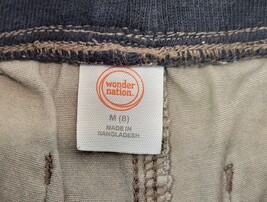 wonder
nation.
M (8)
MADE IN
BANGLADESH